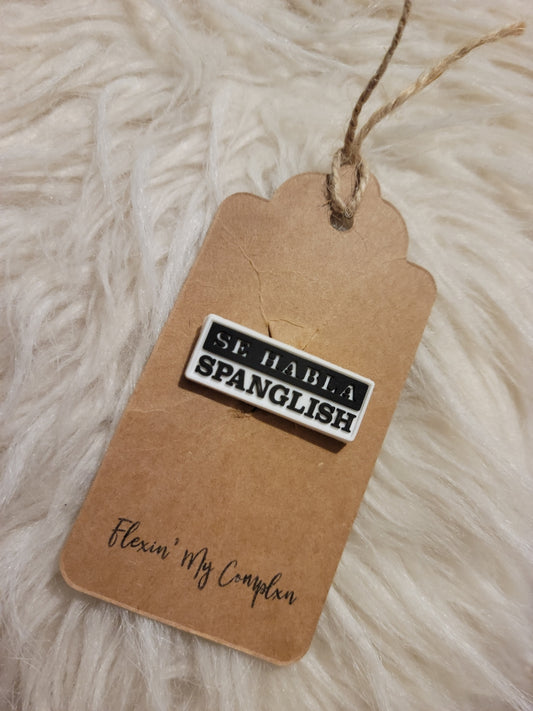 SE HABLA
SPANGLISH
Flexin' My Complxn